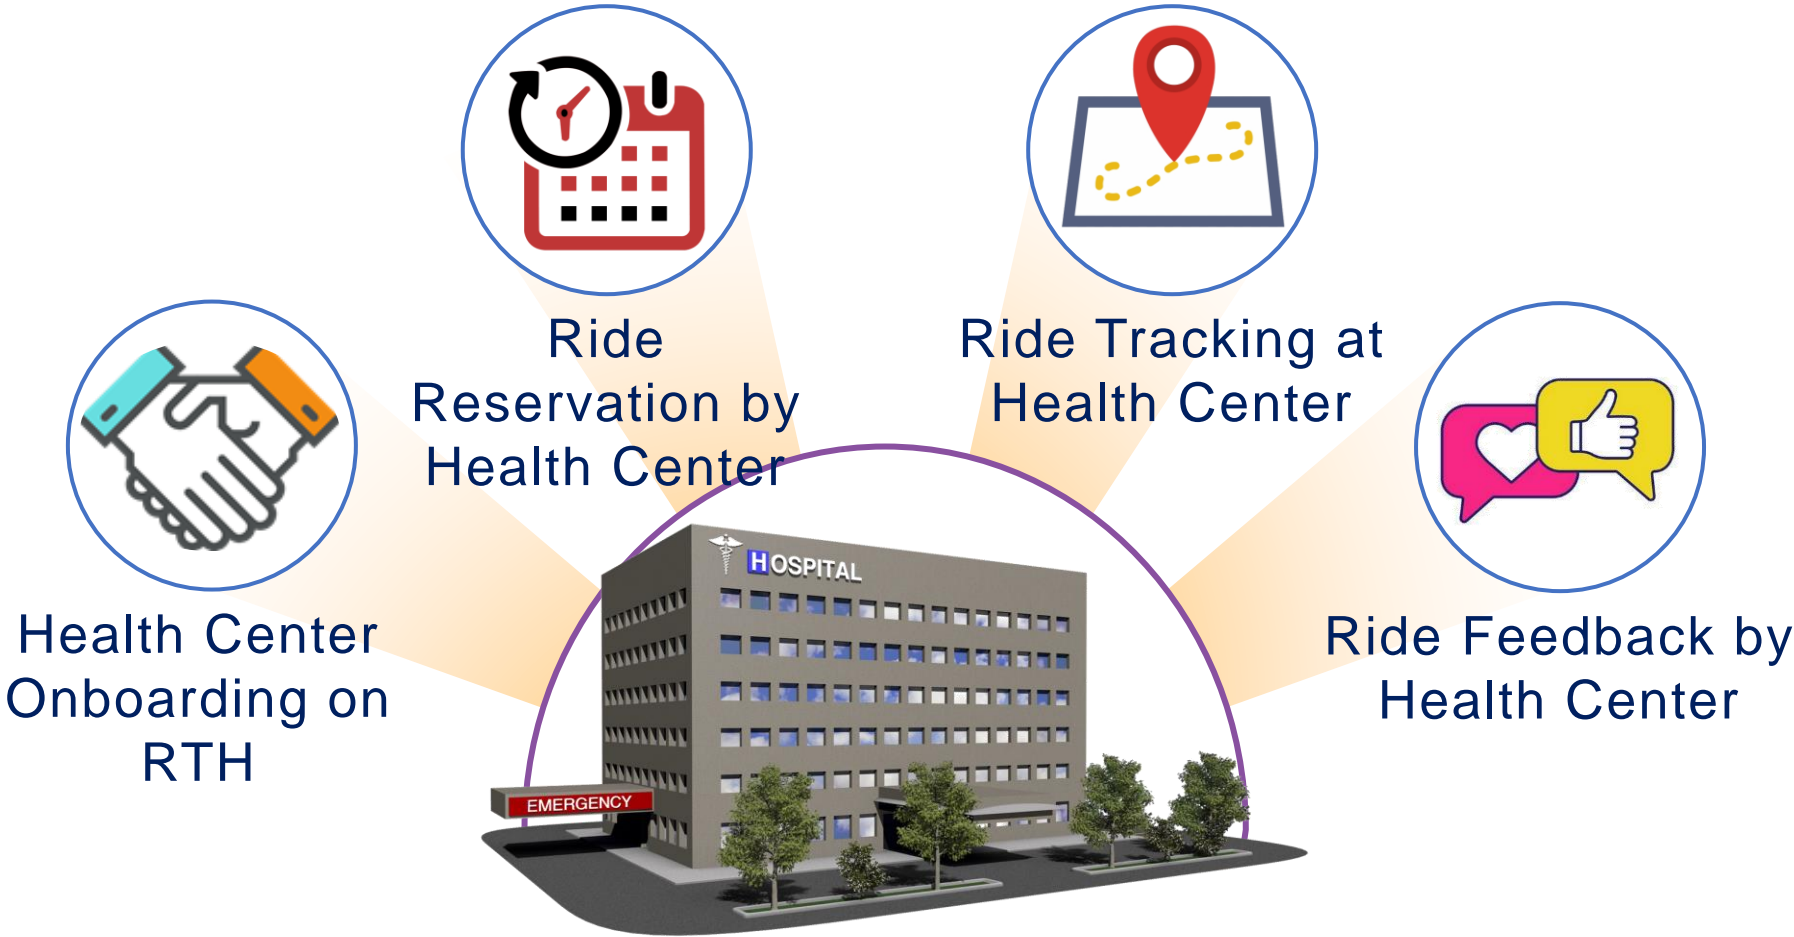 Ride
Reservation by
Health Center
Ride Tracking at
Health Center
Health Center
Onboarding on
RTH
Ride Feedback by
Health Center
HOSPITAL
EMERGENCY